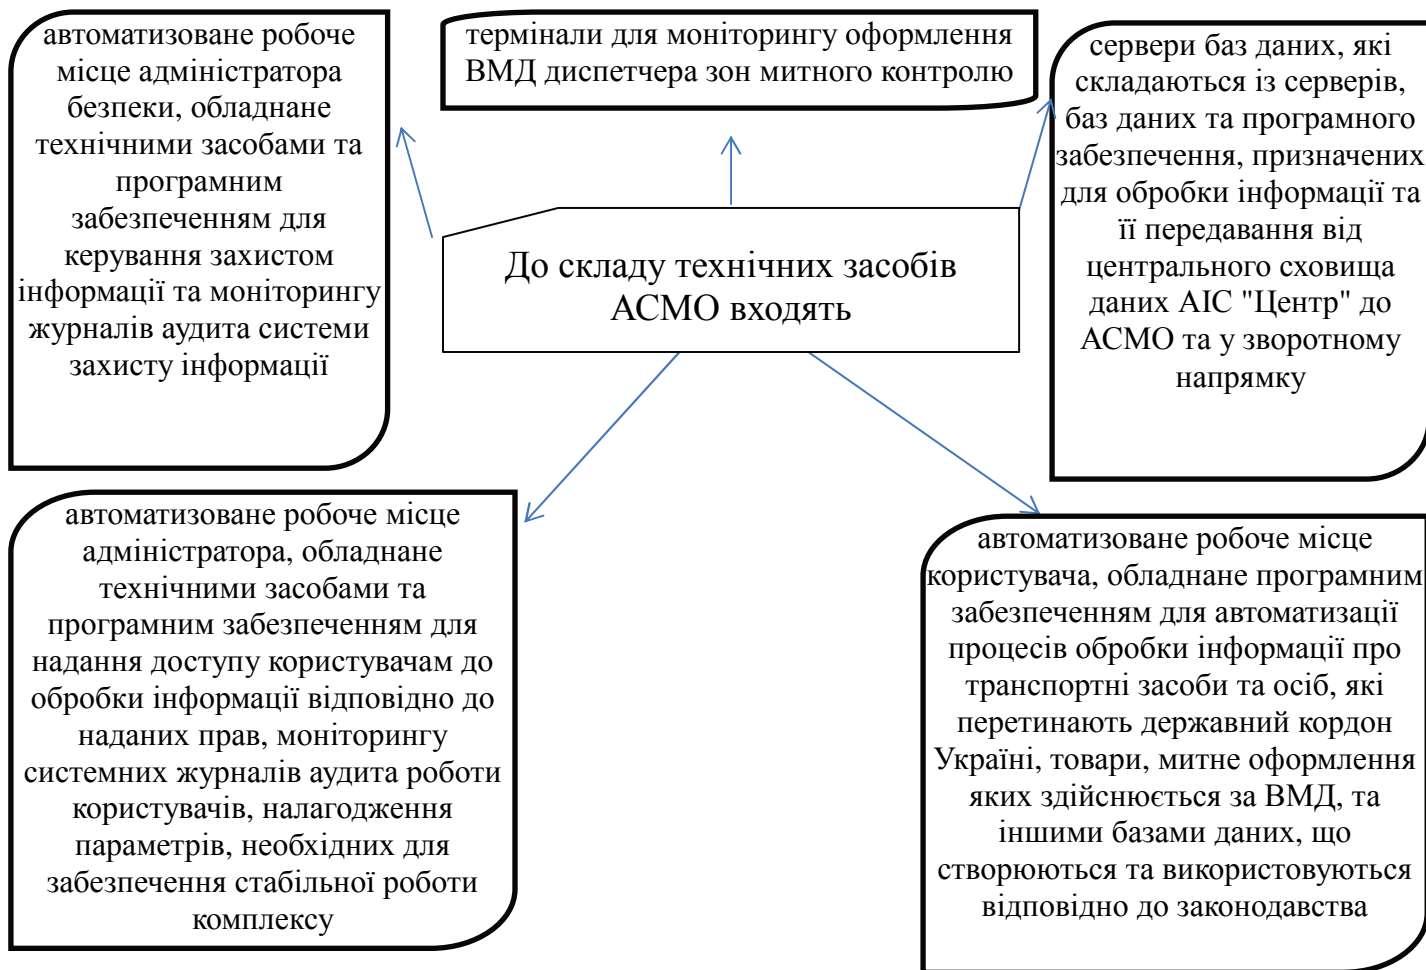 автоматизоване робоче
місце адміністратора
безпеки, обладнане
технічними засобами та
програмним
забезпеченням для
керування захистом
інформації та моніторингу
журналів аудита системи
захисту інформації
термінали для моніторингу оформлення
ВМД диспетчера зон митного контролю
сервери баз даних, які
складаються із серверів,
баз даних та програмного
забезпечення, призначених
для обробки інформації та
її передавання від
центрального сховища
даних АІС "Центр" до
АСМО та у зворотному
напрямку
До складу технічних засобів
АСМО входять
автоматизоване робоче місце
адміністратора, обладнане
технічними засобами та
програмним забезпеченням для
надання доступу користувачам до
обробки інформації відповідно до
наданих прав, моніторингу
системних журналів аудита роботи
користувачів, налагодження
параметрів, необхідних для
забезпечення стабільної роботи
комплексу
автоматизоване робоче місце
користувача, обладнане програмним
забезпеченням для автоматизації
процесів обробки інформації про
транспортні засоби та осіб, які
перетинають державний кордон
Україні, товари, митне оформлення
яких здійснюється за ВМД, та
іншими базами даних, що
створюються та використовуються
відповідно до законодавства